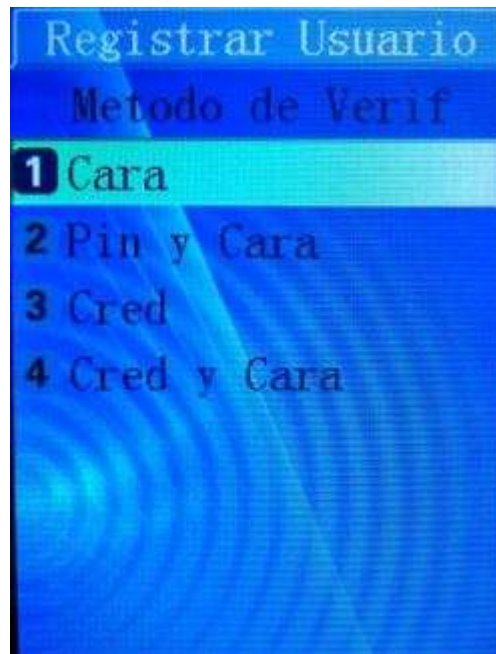 Registrar Usuario
Metodo de Verif
1 Cara
2 Pin y Cara
3 Cred
4 Cred y Cara